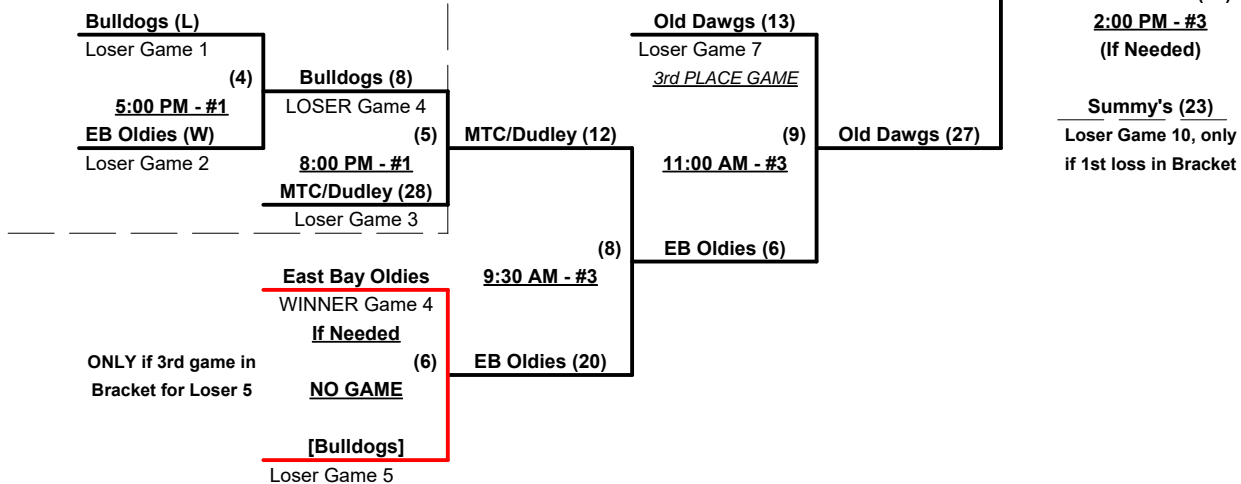 Bulldogs (L)
Loser Game 1
(4)
5:00 PM - #1
EB Oldies (W)
Loser Game 2
Bulldogs (8)
LOSER Game 4
(5)
8:00 PM - #1
MTC/Dudley (28)
Loser Game 3
MTC/Dudley (12)
(8)
9:30 AM - #3
East Bay Oldies
WINNER Game 4
If Needed
(6)
NO GAME
ONLY if 3rd game in
Bracket for Loser 5
[Bulldogs]
Loser Game 5
EB Oldies (20)
Old Dawgs (13)
Loser Game 7
3rd PLACE GAME
(9)
11:00 AM - #3
EB Oldies (6)
Old Dawgs (27)
2:00 PM - #3
(If Needed)
Summy's (23)
Loser Game 10, only
if 1st loss in Bracket